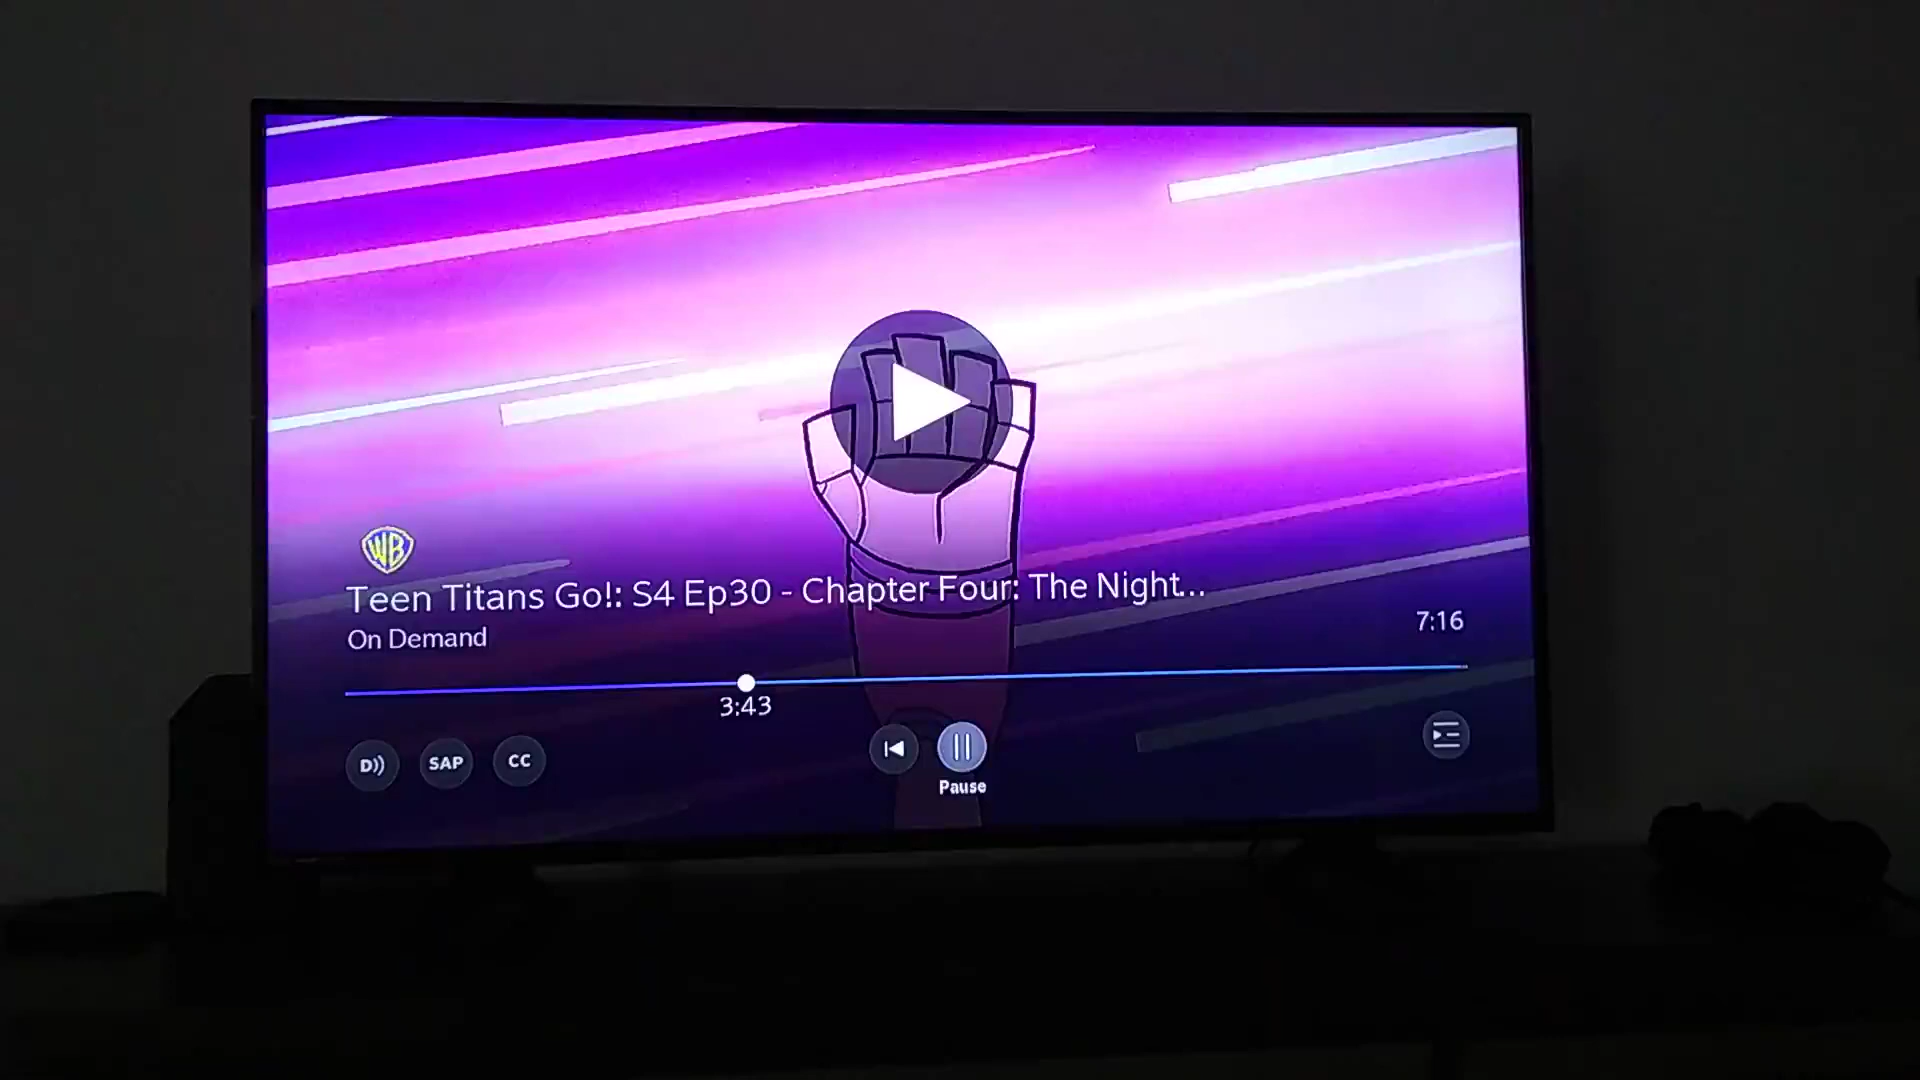 WB
Teen Titans Go!: S4 Ep30 - Chapter Four: The Night...
On Demand
7:16
3:43
D))
SAP
CC
Pause